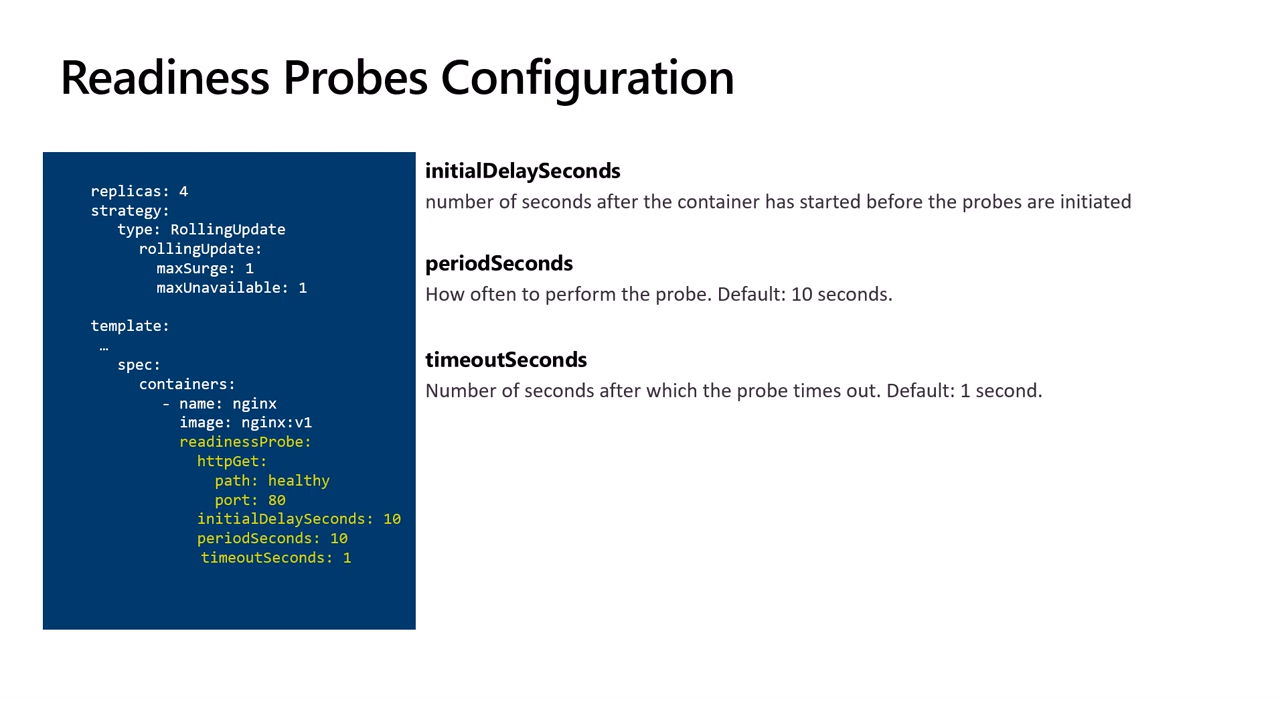 Readiness Probes Configuration
replicas: 4
strategy:
type: RollingUpdate
rollingUpdate:
maxSurge: 1
maxUnavailable: 1
template:
…
spec:
containers:
- name: nginx
image: nginx:v1
readinessProbe:
httpGet:
path: healthy
port: 80
initialDelaySeconds: 10
periodSeconds: 10
timeoutSeconds: 1
initialDelaySeconds
number of seconds after the container has started before the probes are initiated
periodSeconds
How often to perform the probe. Default: 10 seconds.
timeoutSeconds
Number of seconds after which the probe times out. Default: 1 second.